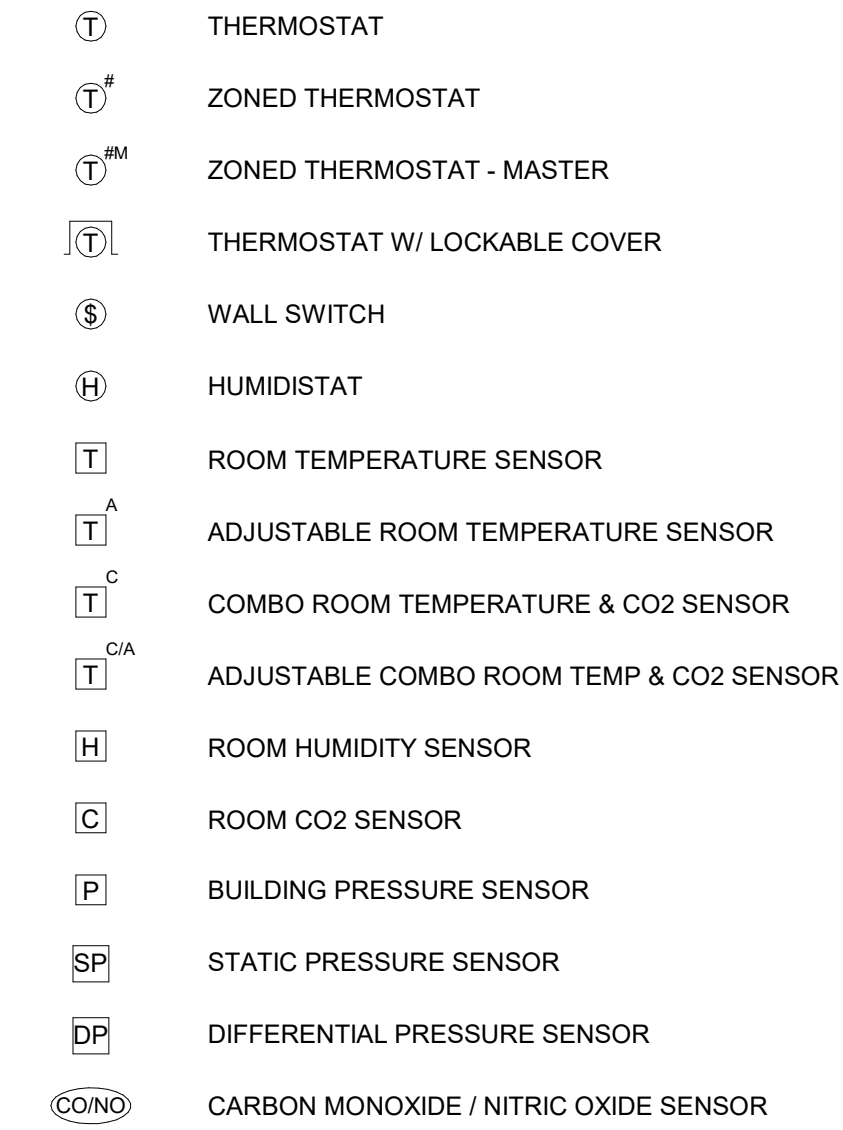 T THERMOSTAT
T# ZONED THERMOSTAT
T#M ZONED THERMOSTAT - MASTER
T THERMOSTAT W/ LOCKABLE COVER
$ WALL SWITCH
H HUMIDISTAT
T ROOM TEMPERATURE SENSOR
T A ADJUSTABLE ROOM TEMPERATURE SENSOR
T C COMBO ROOM TEMPERATURE & CO2 SENSOR
T C/A ADJUSTABLE COMBO ROOM TEMP & CO2 SENSOR
H ROOM HUMIDITY SENSOR
C ROOM CO2 SENSOR
P BUILDING PRESSURE SENSOR
SP STATIC PRESSURE SENSOR
DP DIFFERENTIAL PRESSURE SENSOR
CO/NO CARBON MONOXIDE / NITRIC OXIDE SENSOR